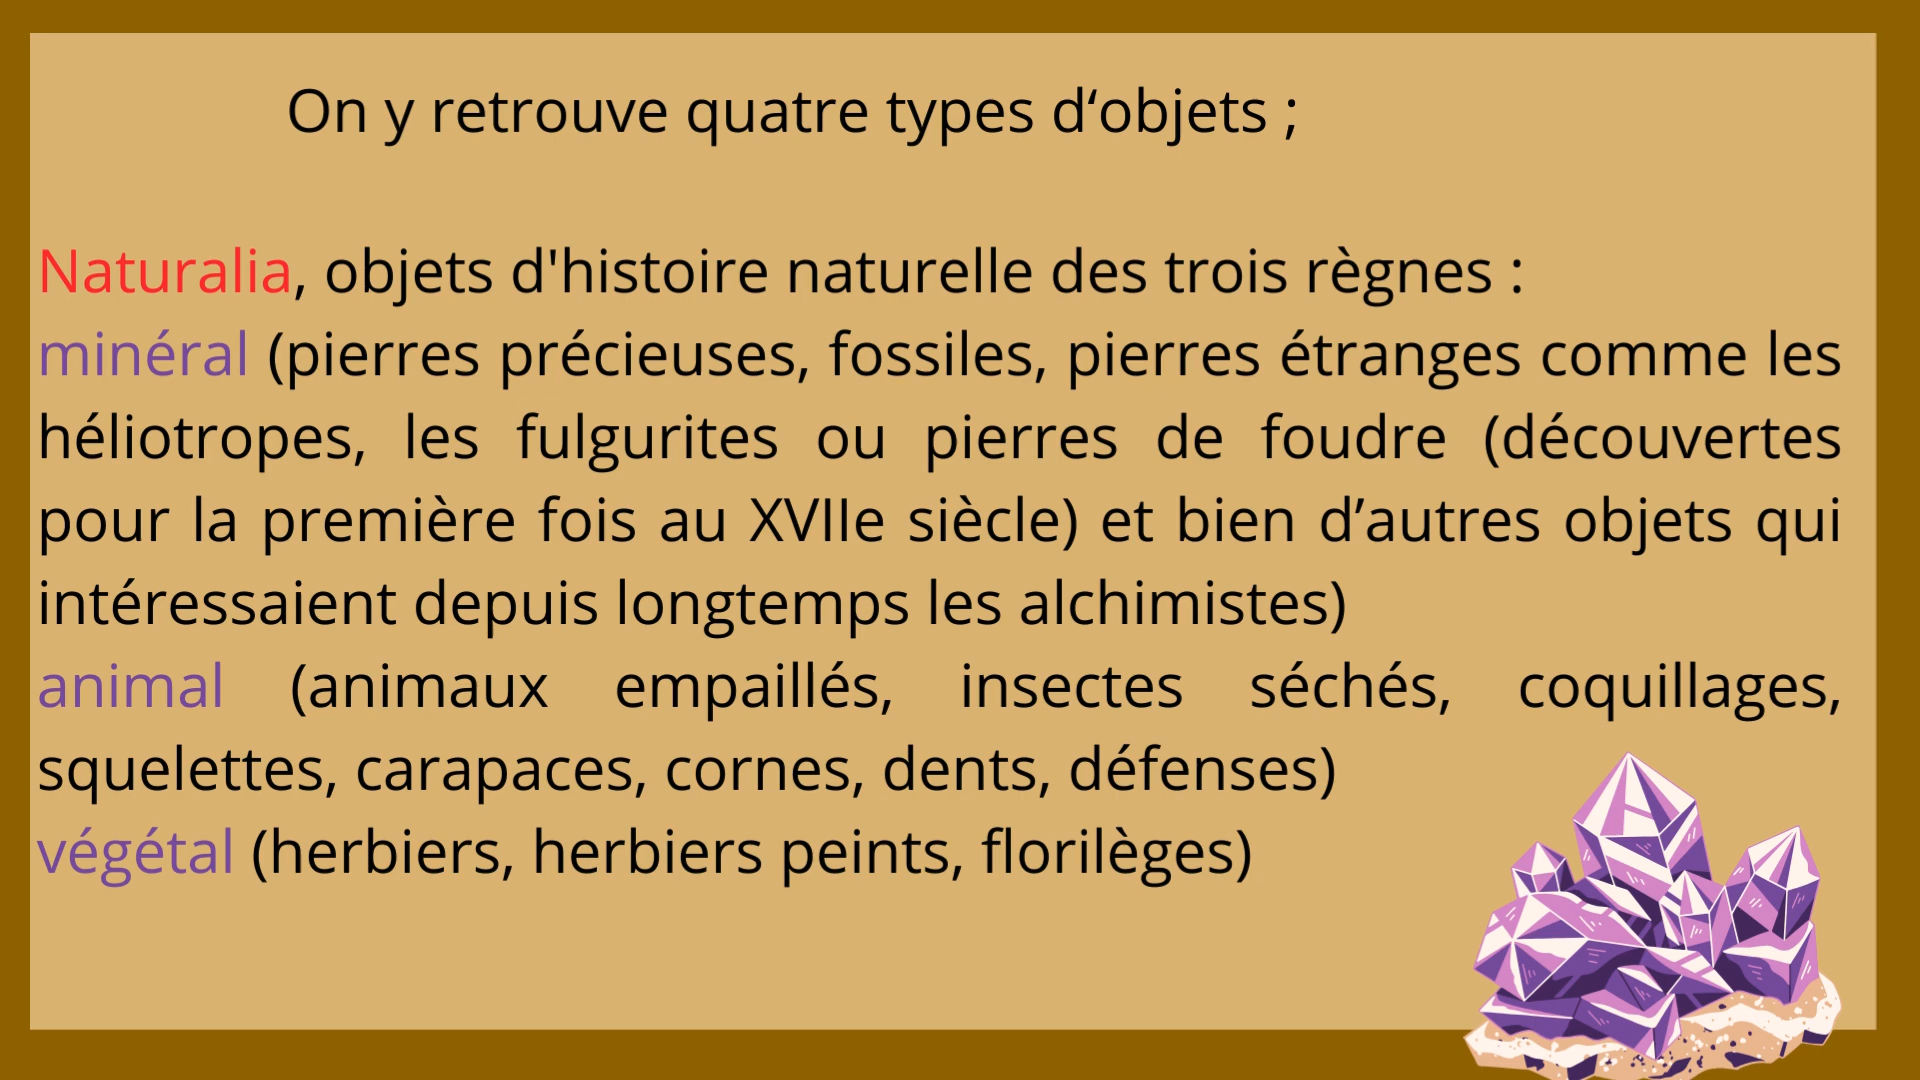 On y retrouve quatre types d‘objets ;
Naturalia, objets d'histoire naturelle des trois règnes :
minéral (pierres précieuses, fossiles, pierres étranges comme les
héliotropes, les fulgurites ou pierres de foudre (découvertes
pour la première fois au XVIIe siècle) et bien d’autres objets qui
intéressaient depuis longtemps les alchimistes)
animal (animaux empaillés, insectes séchés, coquillages,
squelettes, carapaces, cornes, dents, défenses)
végétal (herbiers, herbiers peints, florilèges)